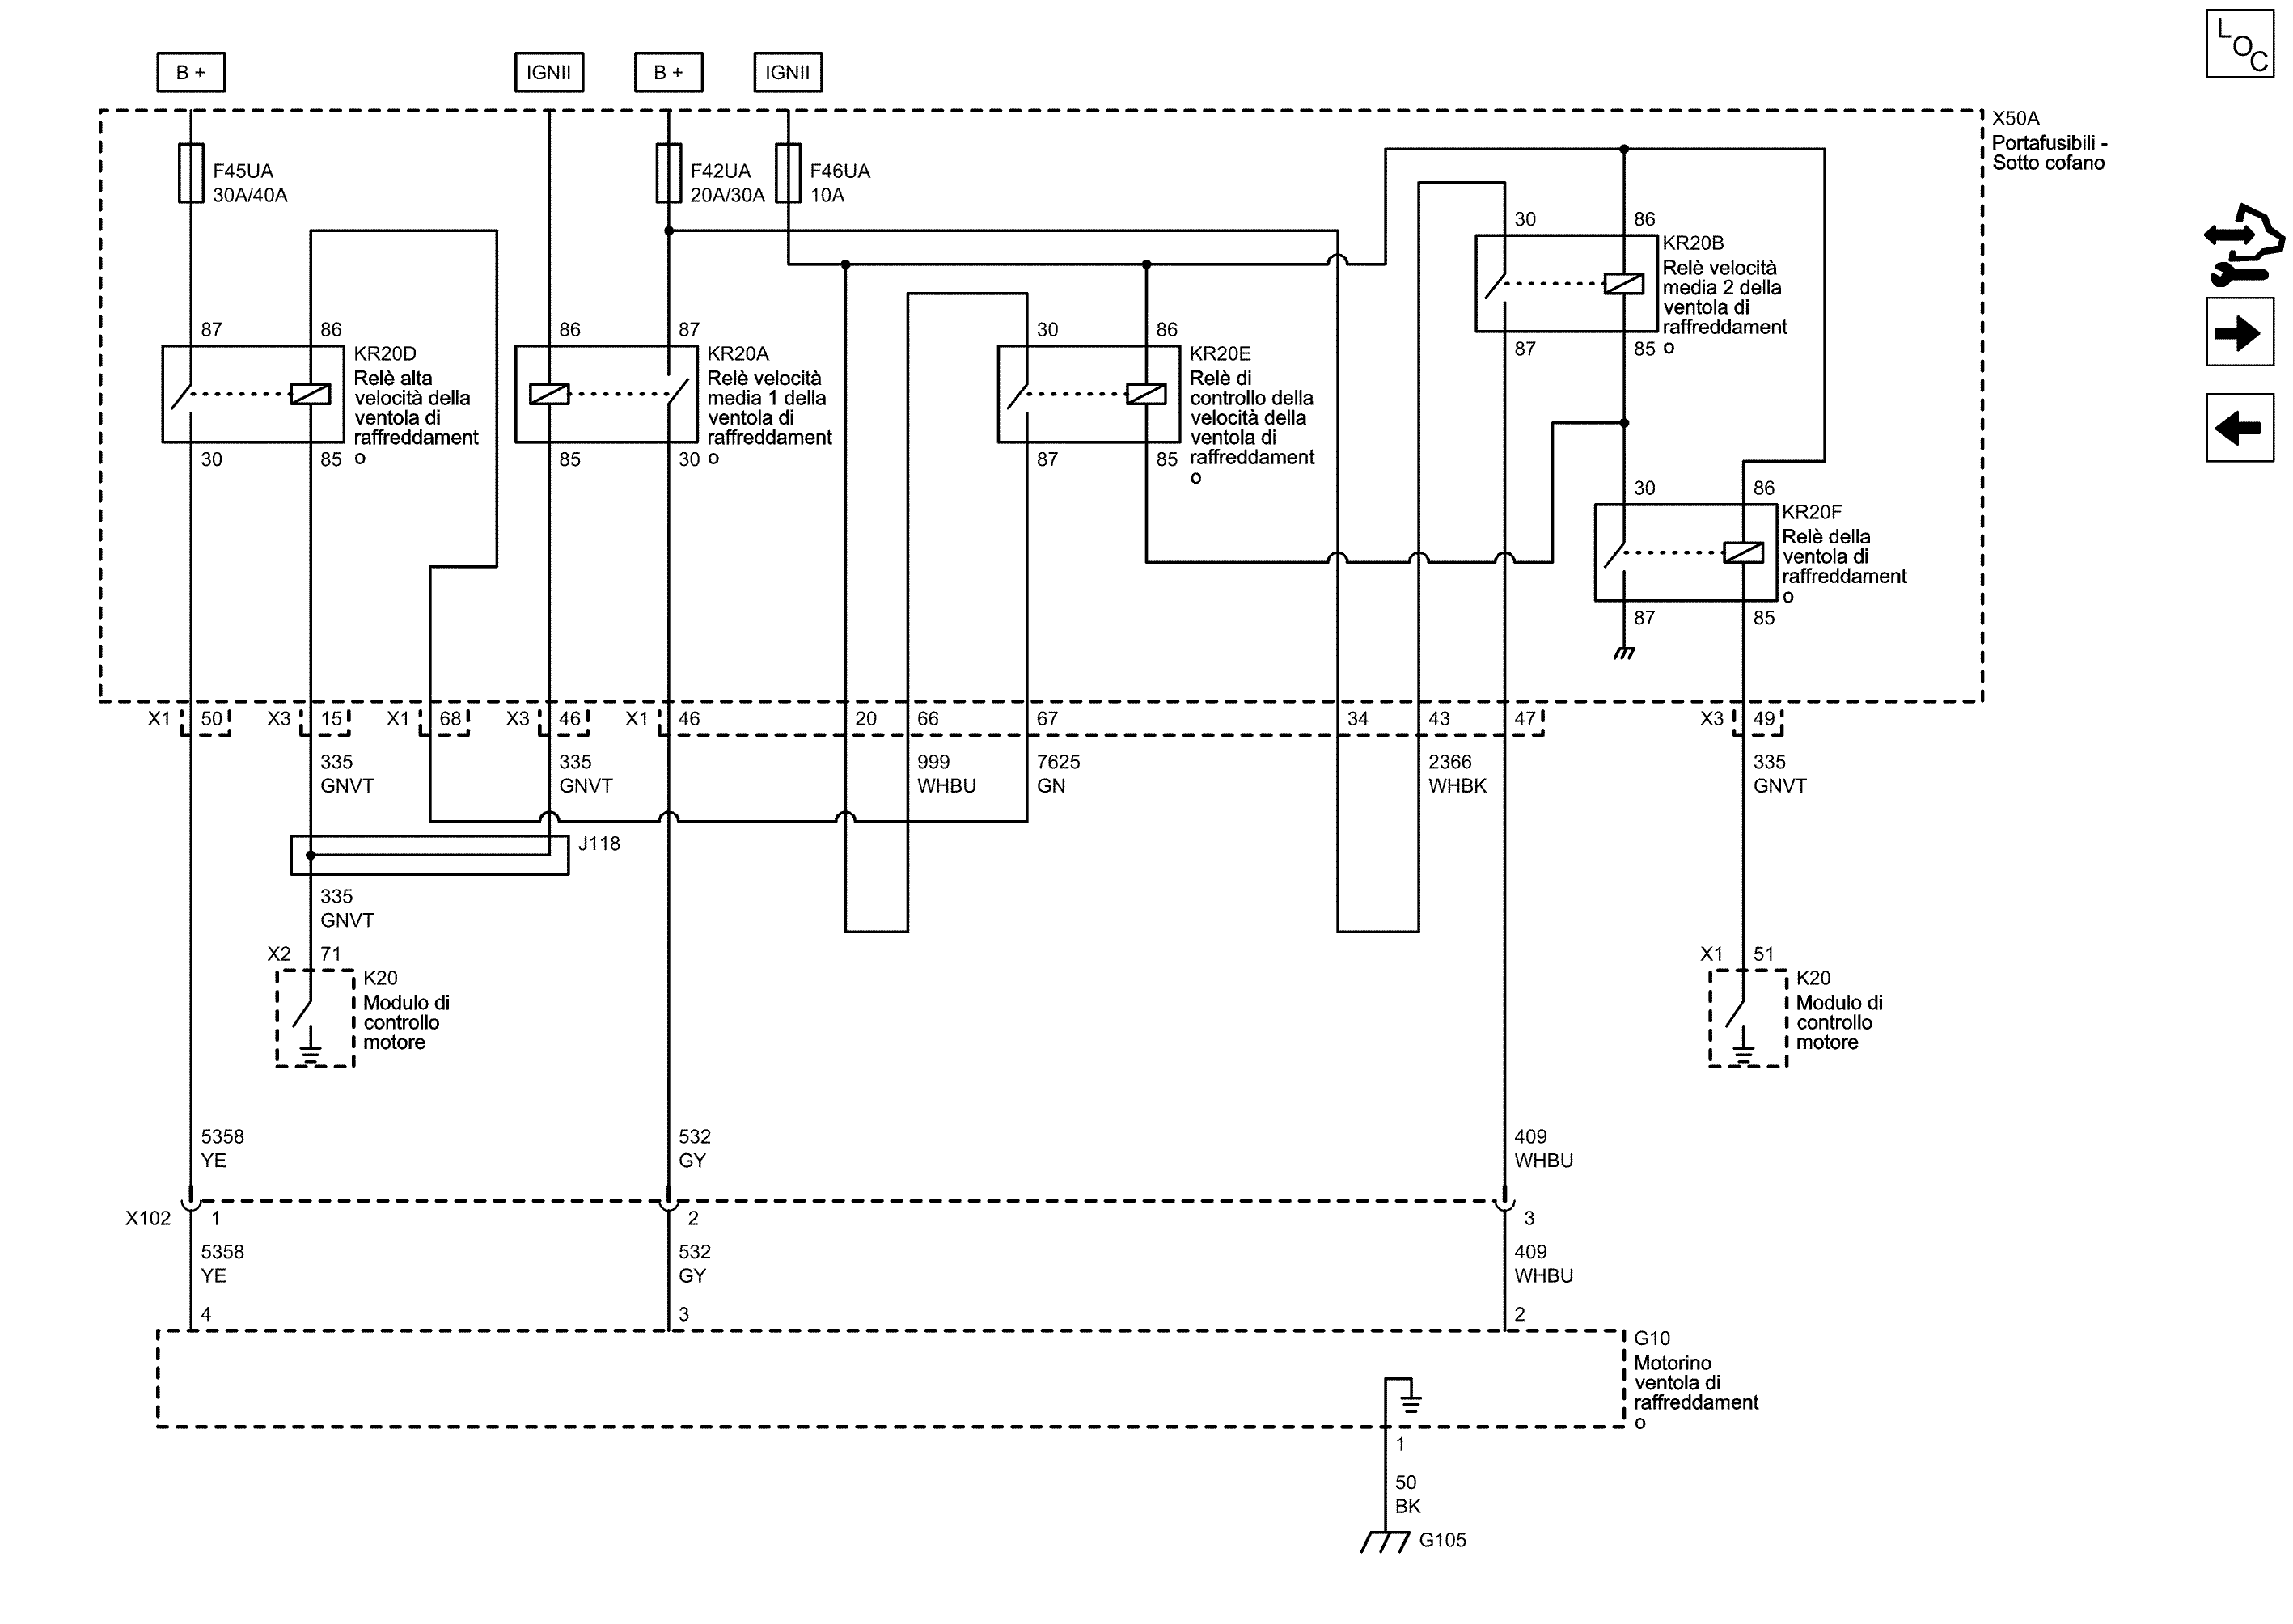 LOC
B +
IGNII
B +
IGNII
X50A
Portafusibili -
Sotto cofano
F45UA
30A/40A
F42UA
20A/30A
F46UA
10A
30
86
KR20B
Relè velocità
media 2 della
ventola di
raffreddament
o
87
85
87
86
KR20D
Relè alta
velocità della
ventola di
raffreddament
o
30
85
86
87
KR20A
Relè velocità
media 1 della
ventola di
raffreddament
o
85
30
30
86
KR20E
Relè di
controllo della
velocità della
ventola di
raffreddament
o
87
85
30
86
KR20F
Relè della
ventola di
raffreddament
o
87
85
X1 50
X3 15
X1 68
X3 46
X1 46
20
66
67
34
43
47
X3 49
335
GNVT
335
GNVT
999
WHBU
7625
GN
2366
WHBK
335
GNVT
J118
335
GNVT
X2 71
K20
Modulo di
controllo
motore
X1 51
K20
Modulo di
controllo
motore
5358
YE
532
GY
409
WHBU
X102
1
2
3
5358
YE
532
GY
409
WHBU
4
3
2
G10
Motorino
ventola di
raffreddament
o
1
50
BK
G105